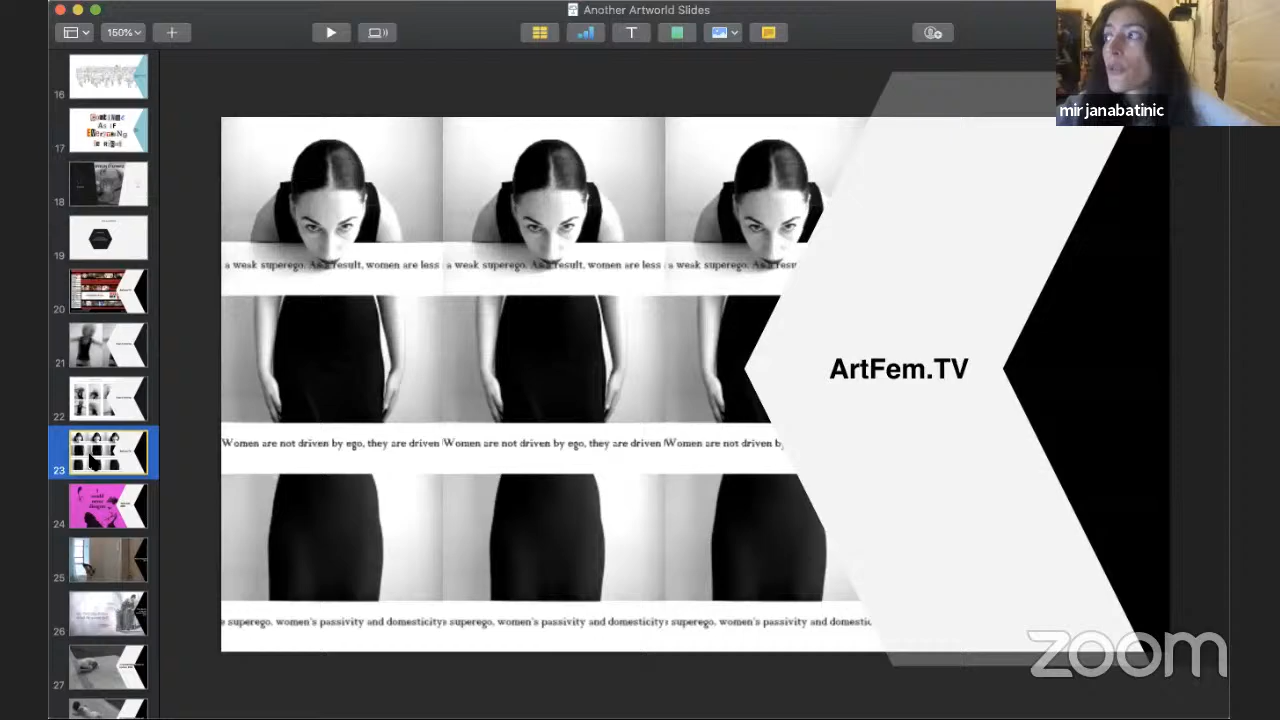 Another Artworld Slides
150%
mirjanabatinic
16
17
18
19
20
21
22
23
24
25
26
27
a weak superego. As a result, women are less a weak superego. As a result, women are less a weak superego. As a resu
ArtFem.TV
Women are not driven by ego, they are driven Women are not driven by ego, they are driven Women are not driven b
e superego, women's passivity and domesticity e superego, women's passivity and domesticity e superego, women's passivity and domestic
zoom